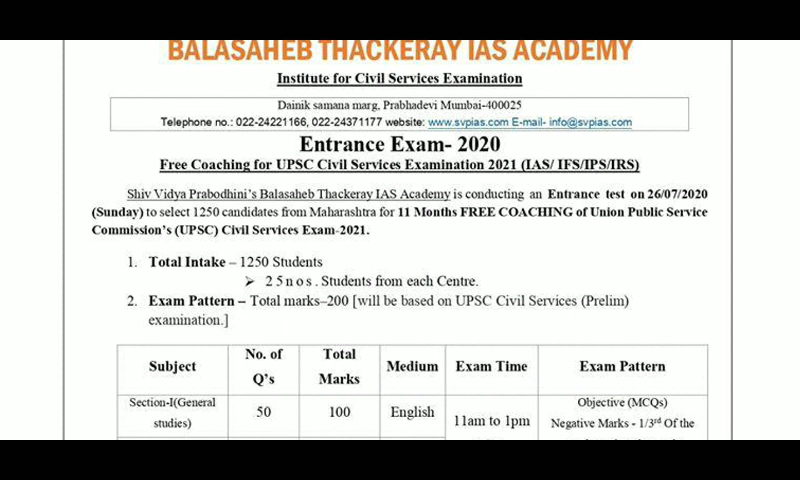 BALASAHEB THACKERAY IAS ACADEMY
Institute for Civil Services Examination
Dainik samana marg, Prabhadevi Mumbai-400025
Telephone no.: 022-24221166, 022-24371177 website: www.svpias.com E-mail- info@svpias.com
Entrance Exam- 2020
Free Coaching for UPSC Civil Services Examination 2021 (IAS/ IFS/IPS/IRS)
Shiv Vidya Prabodhini's Balasaheb Thackeray IAS Academy is conducting an Entrance test on 26/07/2020
(Sunday) to select 1250 candidates from Maharashtra for 11 Months FREE COACHING of Union Public Service
Commission's (UPSC) Civil Services Exam-2021.
1. Total Intake – 1250 Students
➢ 25nos. Students from each Centre.
2. Exam Pattern – Total marks–200 [will be based on UPSC Civil Services (Prelim)
examination.]
Subject No. of Q's Total Marks Medium Exam Time Exam Pattern
Section-I(General studies) 50 100 English 11am to 1pm Objective (MCQs)
Negative Marks - 1/3rd Of the